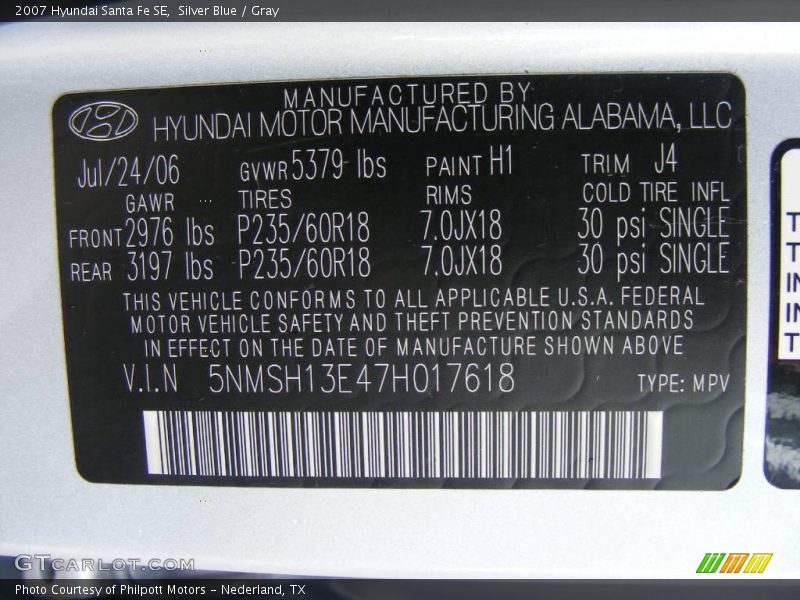 2007 Hyundai Santa Fe SE,  Silver Blue / Gray
MANUFACTURED BY
HYUNDAI MOTOR MANUFACTURING ALABAMA, LLC
Jul/24/06 GVWR 5379 lbs PAINT H1 TRIM J4
GAWR TIRES RIMS COLD TIRE INFL
FRONT 2976 lbs P235/60R18 7.0JX18 30 psi SINGLE
REAR 3197 lbs P235/60R18 7.0JX18 30 psi SINGLE
THIS VEHICLE CONFORMS TO ALL APPLICABLE U.S.A. FEDERAL
MOTOR VEHICLE SAFETY AND THEFT PREVENTION STANDARDS
IN EFFECT ON THE DATE OF MANUFACTURE SHOWN ABOVE
V.I.N 5NMSH13E47H017618 TYPE: MPV
GTCARLOT.COM
Photo Courtesy of Philpott Motors - Nederland, TX